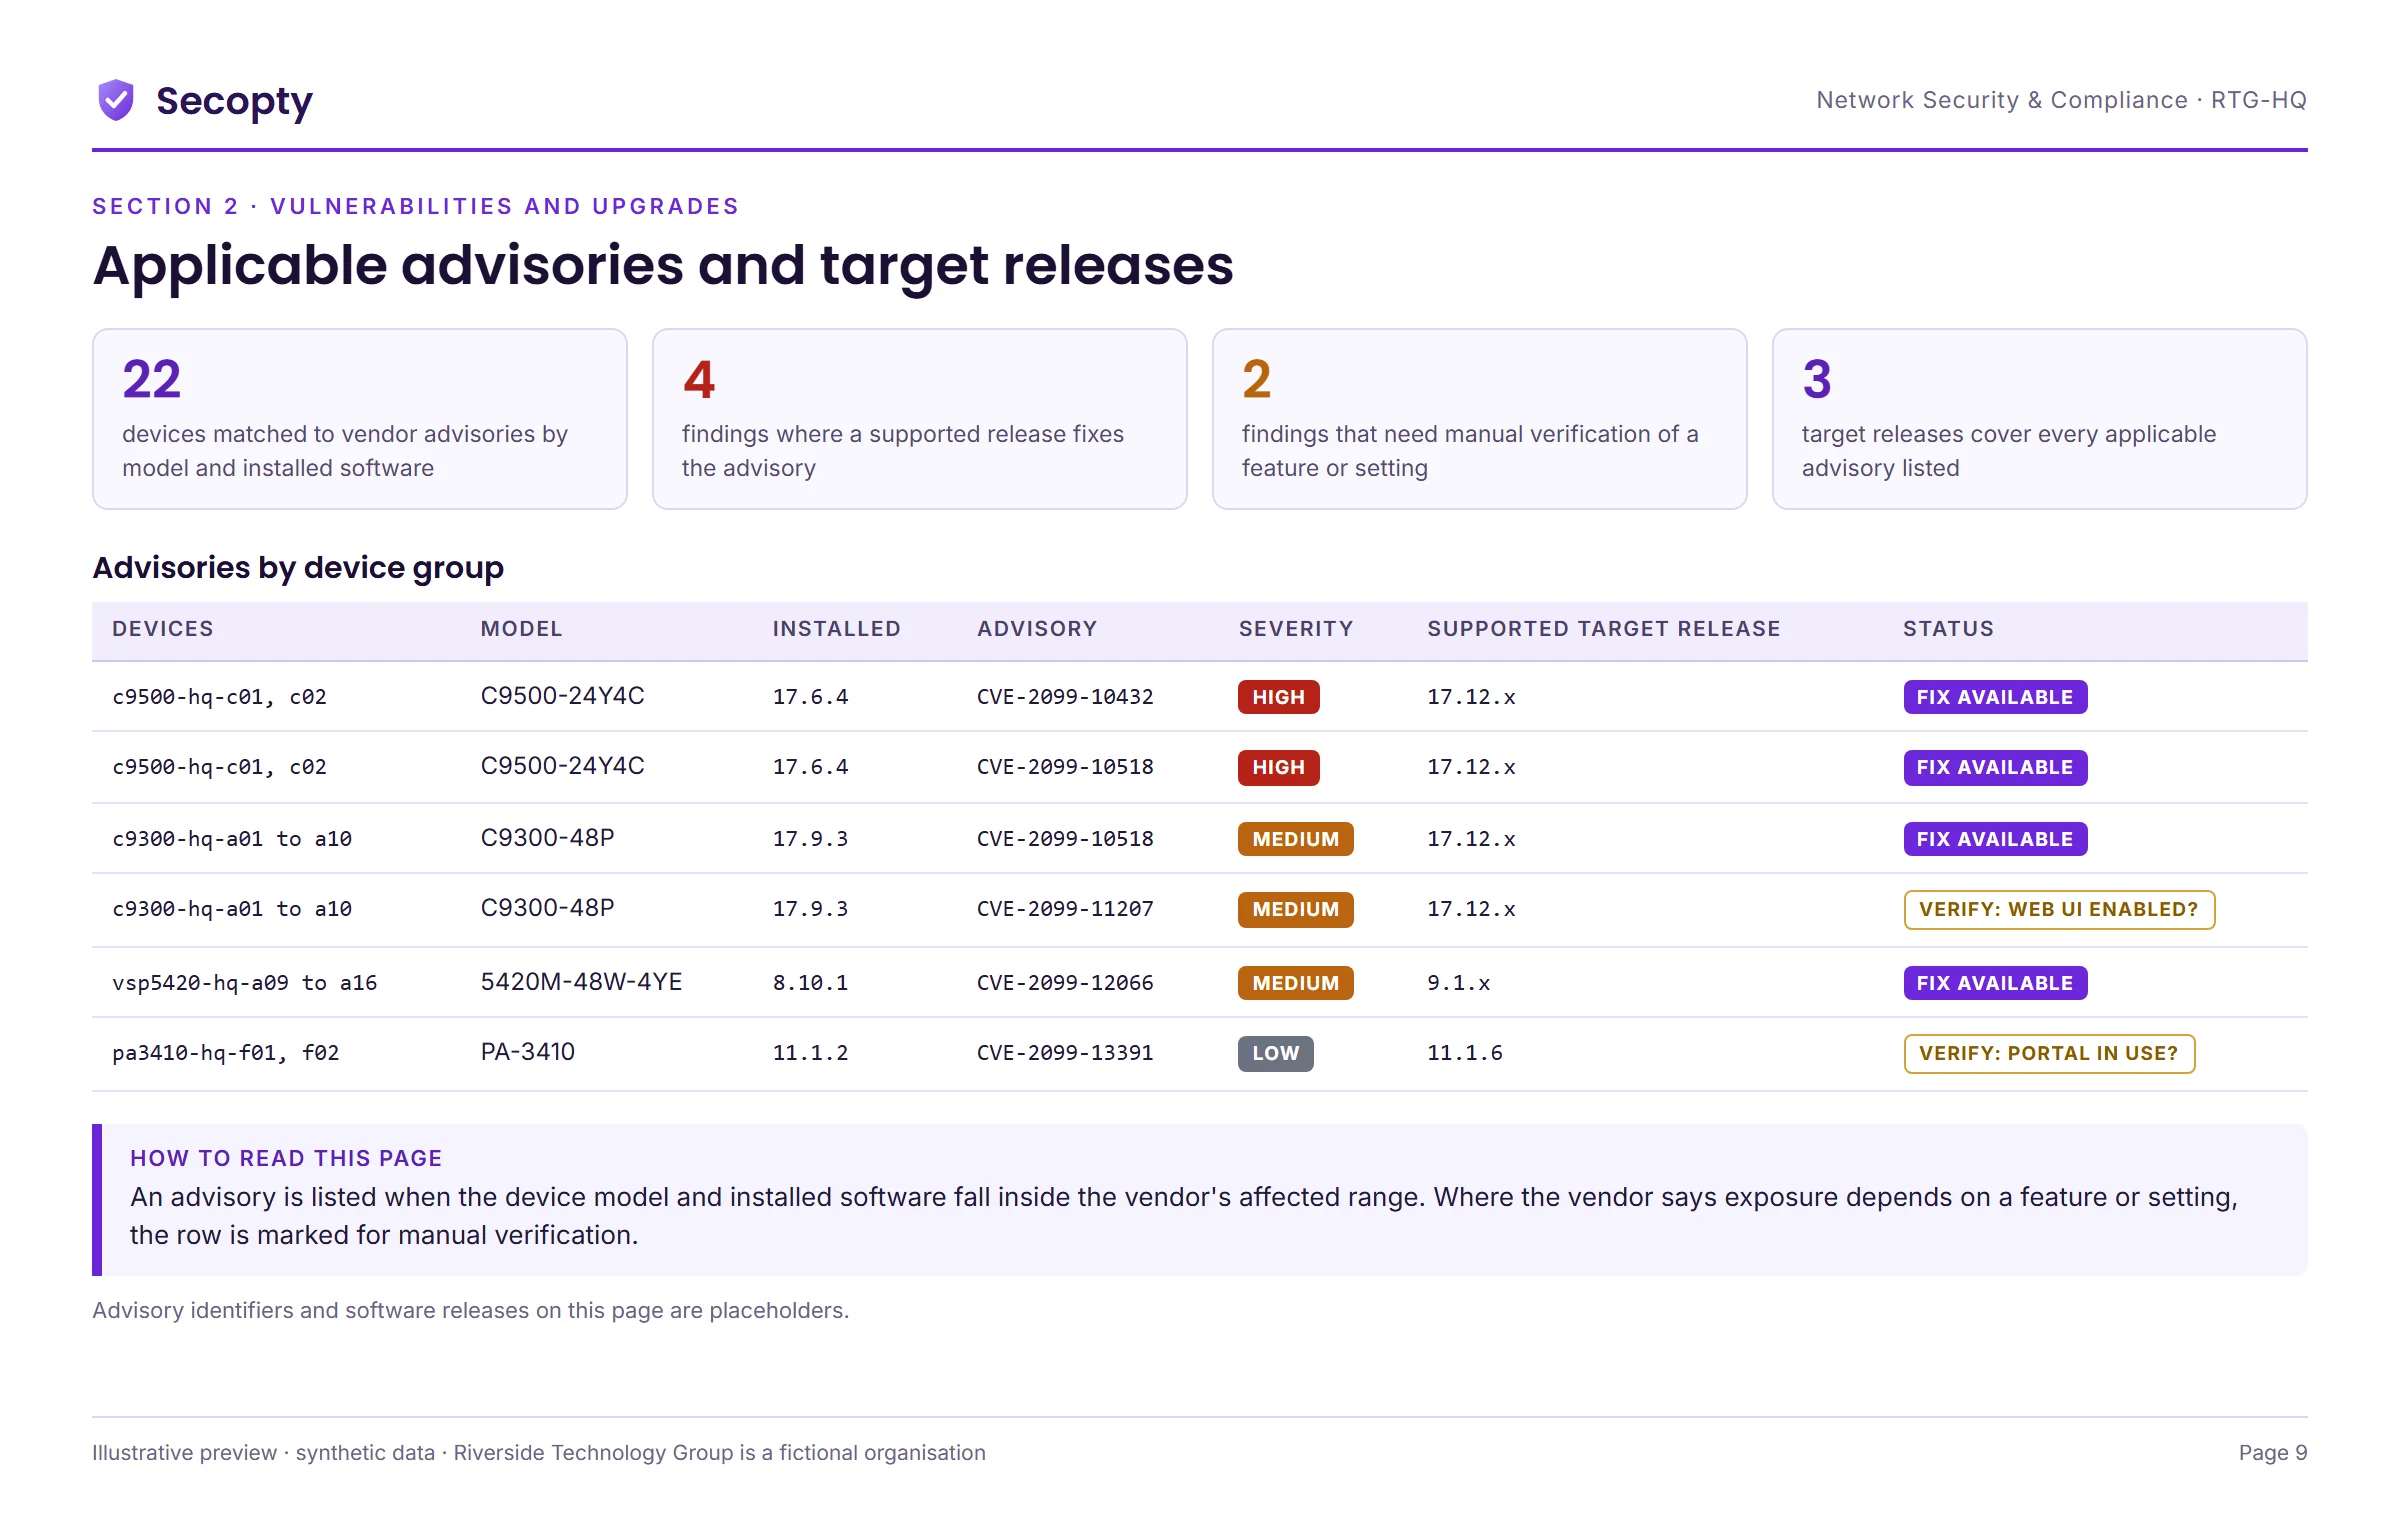 Secopty
Network Security & Compliance · RTG-HQ
SECTION 2 · VULNERABILITIES AND UPGRADES
Applicable advisories and target releases
22
devices matched to vendor advisories by
model and installed software
4
findings where a supported release fixes
the advisory
2
findings that need manual verification of a
feature or setting
3
target releases cover every applicable
advisory listed
Advisories by device group
DEVICES MODEL INSTALLED ADVISORY SEVERITY SUPPORTED TARGET RELEASE STATUS
c9500-hq-c01, c02 C9500-24Y4C 17.6.4 CVE-2099-10432 HIGH 17.12.x FIX AVAILABLE
c9500-hq-c01, c02 C9500-24Y4C 17.6.4 CVE-2099-10518 HIGH 17.12.x FIX AVAILABLE
c9300-hq-a01 to a10 C9300-48P 17.9.3 CVE-2099-10518 MEDIUM 17.12.x FIX AVAILABLE
c9300-hq-a01 to a10 C9300-48P 17.9.3 CVE-2099-11207 MEDIUM 17.12.x VERIFY: WEB UI ENABLED?
vsp5420-hq-a09 to a16 5420M-48W-4YE 8.10.1 CVE-2099-12066 MEDIUM 9.1.x FIX AVAILABLE
pa3410-hq-f01, f02 PA-3410 11.1.2 CVE-2099-13391 LOW 11.1.6 VERIFY: PORTAL IN USE?
HOW TO READ THIS PAGE
An advisory is listed when the device model and installed software fall inside the vendor's affected range. Where the vendor says exposure depends on a feature or setting,
the row is marked for manual verification.
Advisory identifiers and software releases on this page are placeholders.
Illustrative preview · synthetic data · Riverside Technology Group is a fictional organisation
Page 9